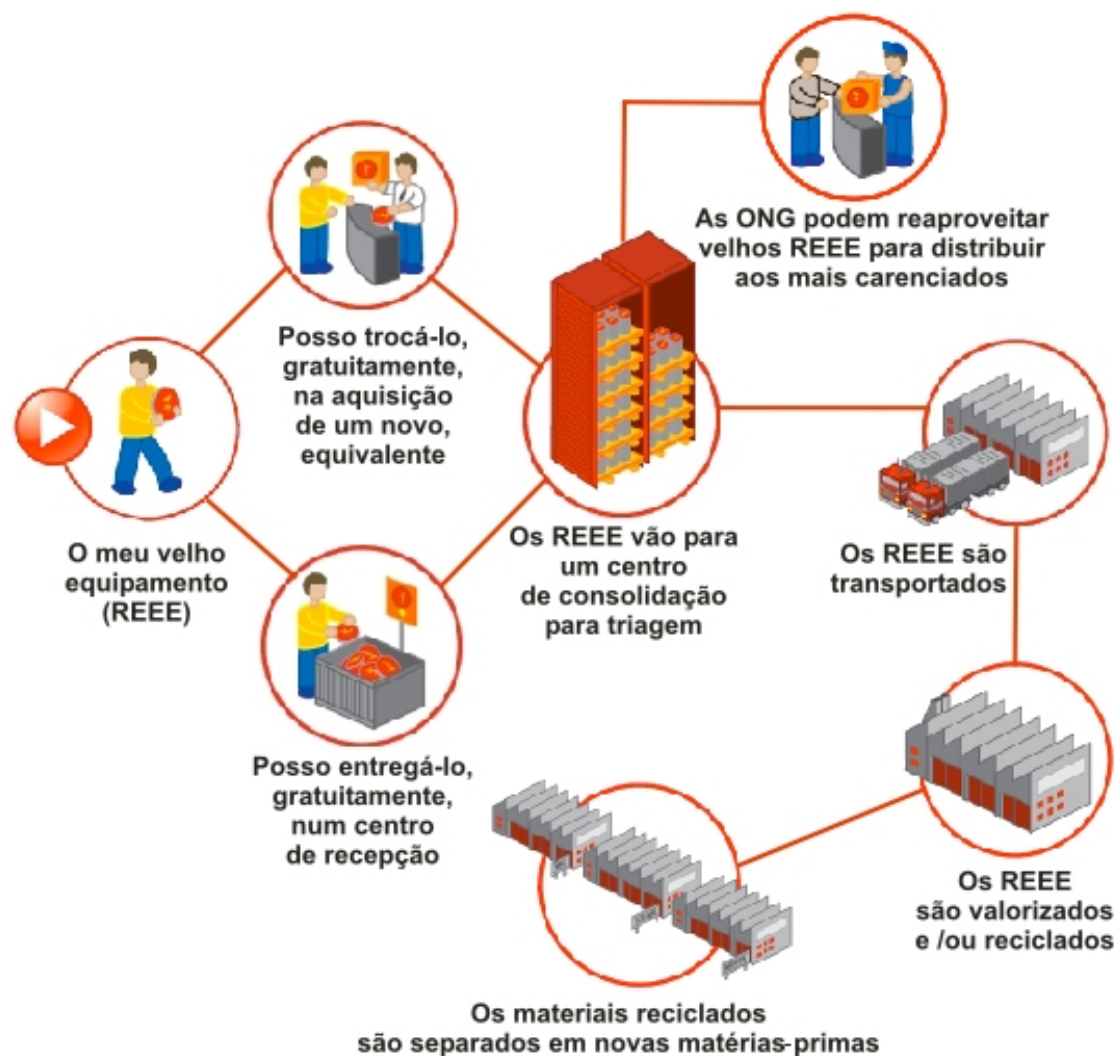 As ONG podem reaproveitar
velhos REEE para distribuir
aos mais carenciados
Posso trocá-lo,
gratuitamente,
na aquisição
de um novo,
equivalente
O meu velho
equipamento
(REEE)
Os REEE vão para
um centro
de consolidação
para triagem
Os REEE são
transportados
Posso entregá-lo,
gratuitamente,
num centro
de recepção
Os REEE
são valorizados
e /ou reciclados
Os materiais reciclados
são separados em novas matérias-primas